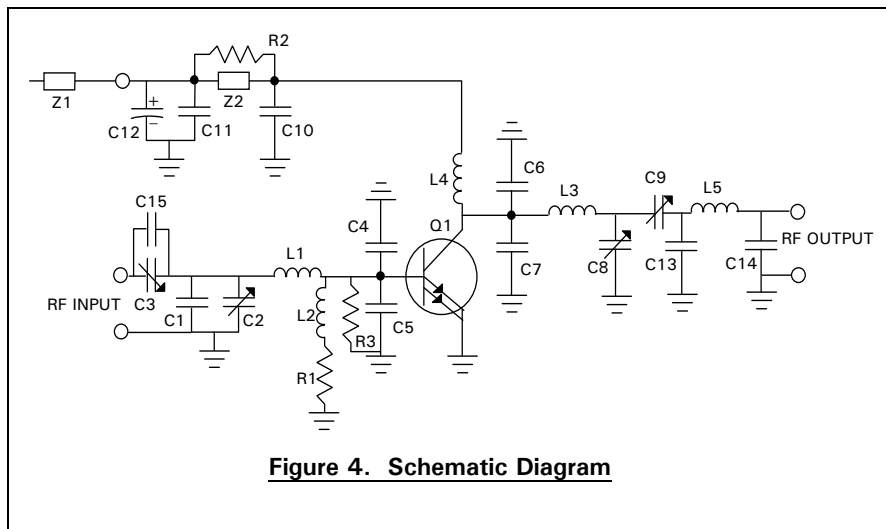 R2
Z1
Z2
+
−
C12
C11
C10
L4
C6
C9
L3
L5
C15
C4
Q1
L1
RF OUTPUT
C7
C8
C13
C14
RF INPUT
C3
C1
C2
L2
R3
C5
R1
Figure 4. Schematic Diagram